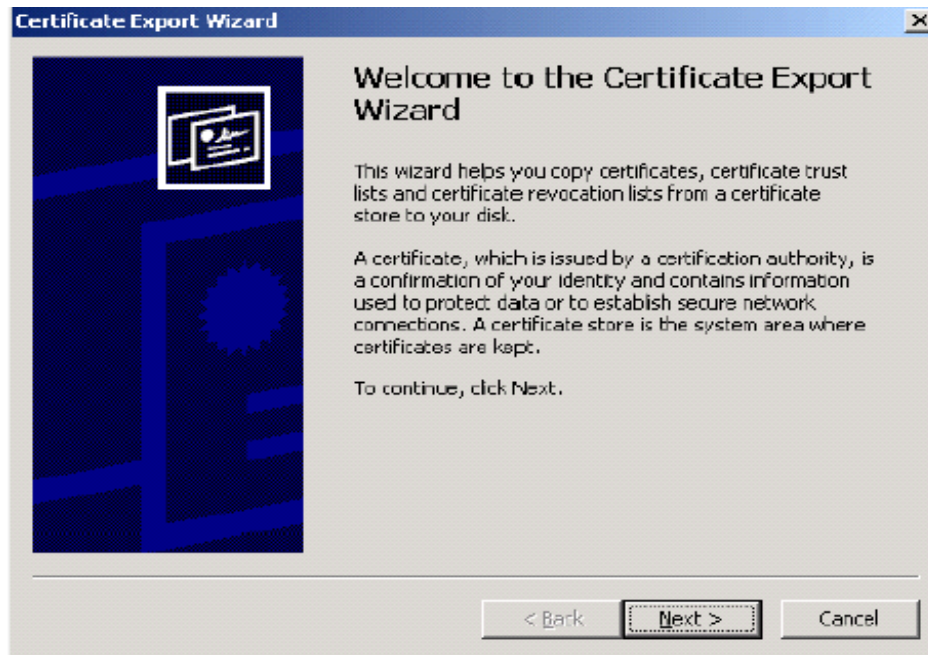 Certificate Export Wizard
Welcome to the Certificate Export
Wizard
This wizard helps you copy certificates, certificate trust
lists and certificate revocation lists from a certificate
store to your disk.
A certificate, which is issued by a certification authority, is
a confirmation of your identity and contains information
used to protect data or to establish secure network
connections. A certificate store is the system area where
certificates are kept.
To continue, click Next.
< Back Next > Cancel